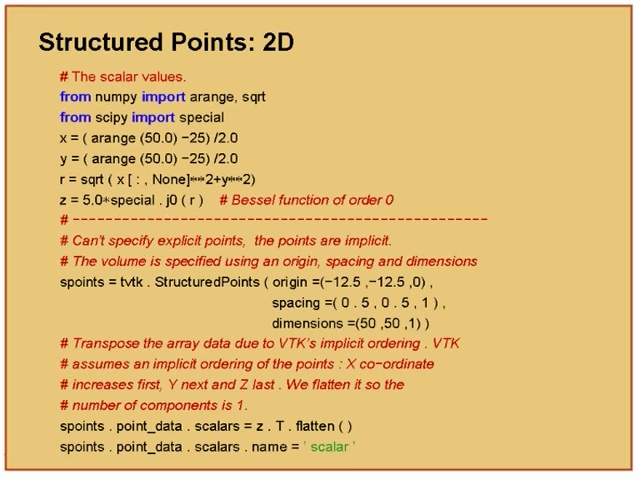 Structured Points: 2D
# The scalar values.
from numpy import arange, sqrt
from scipy import special
x = ( arange (50.0) −25) /2.0
y = ( arange (50.0) −25) /2.0
r = sqrt ( x [ : , None]∗∗2+y∗∗2)
z = 5.0∗special . j0 ( r ) # Bessel function of order 0
# −−−−−−−−−−−−−−−−−−−−−−−−−−−−−−−−−−−−−−−−−−−−−−−−−−
# Can't specify explicit points, the points are implicit.
# The volume is specified using an origin, spacing and dimensions
spoints = tvtk . StructuredPoints ( origin =(−12.5 ,−12.5 ,0) ,
spacing =( 0 . 5 , 0 . 5 , 1 ) ,
dimensions =(50 ,50 ,1) )
# Transpose the array data due to VTK's implicit ordering . VTK
# assumes an implicit ordering of the points : X co−ordinate
# increases first, Y next and Z last . We flatten it so the
# number of components is 1.
spoints . point_data . scalars = z . T . flatten ( )
spoints . point_data . scalars . name = ' scalar '